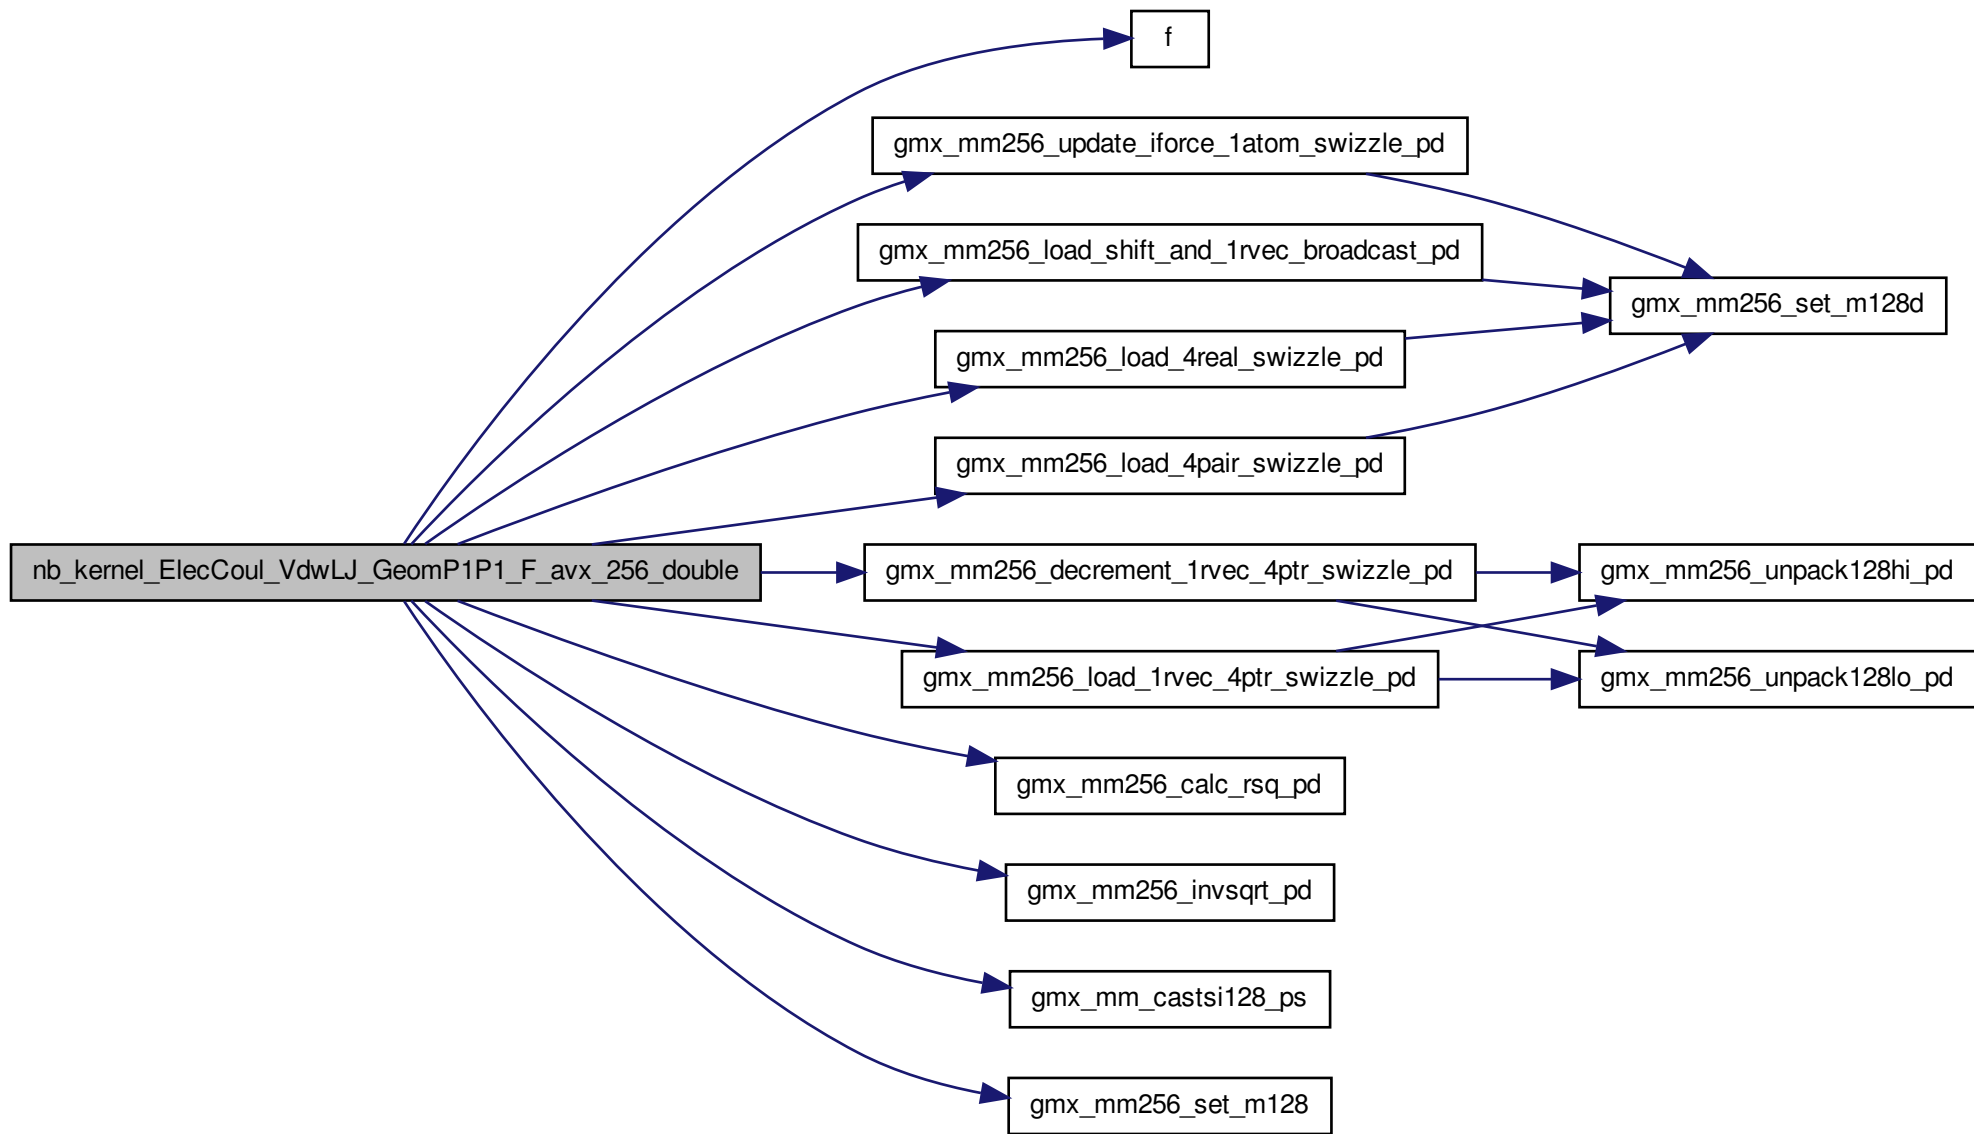 f
gmx_mm256_update_iforce_1atom_swizzle_pd
gmx_mm256_load_shift_and_1rvec_broadcast_pd
gmx_mm256_set_m128d
gmx_mm256_load_4real_swizzle_pd
gmx_mm256_load_4pair_swizzle_pd
nb_kernel_ElecCoul_VdwLJ_GeomP1P1_F_avx_256_double
gmx_mm256_decrement_1rvec_4ptr_swizzle_pd
gmx_mm256_unpack128hi_pd
gmx_mm256_load_1rvec_4ptr_swizzle_pd
gmx_mm256_unpack128lo_pd
gmx_mm256_calc_rsq_pd
gmx_mm256_invsqrt_pd
gmx_mm_castsi128_ps
gmx_mm256_set_m128